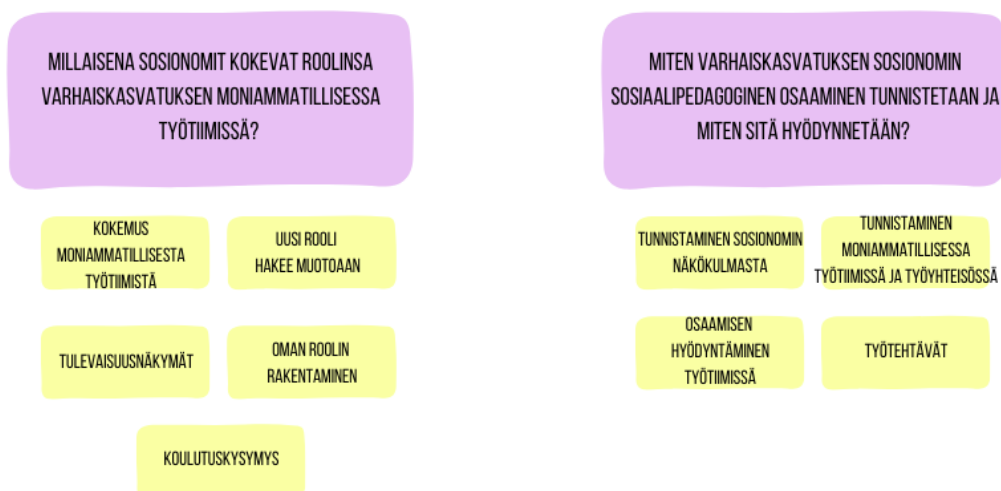 MILLAISENA SOSIONOMIT KOKEVAT ROOLINSA
VARHAISKASVATUKSEN MONIAMMATILLISESSA
TYÖTIIMISSÄ?
KOKEMUS
MONIAMMATILLISESTA
TYÖTIIMISTÄ
UUSI ROOLI
HAKEE MUOTOAAN
TULEVAISUUSNÄKYMÄT
OMAN ROOLIN
RAKENTAMINEN
KOULUTUSKYSYMYS
MITEN VARHAISKASVATUKSEN SOSIONOMIN
SOSIAALIPEDAGOGINEN OSAAMINEN TUNNISTETAAN JA
MITEN SITÄ HYÖDYNNETÄÄN?
TUNNISTAMINEN SOSIONOMIN
NÄKÖKULMASTA
TUNNISTAMINEN
MONIAMMATILLISESSA
TYÖTIIMISSÄ JA TYÖYHTEISÖSSÄ
OSAAMISEN
HYÖDYNTÄMINEN
TYÖTIIMISSÄ
TYÖTEHTÄVÄT